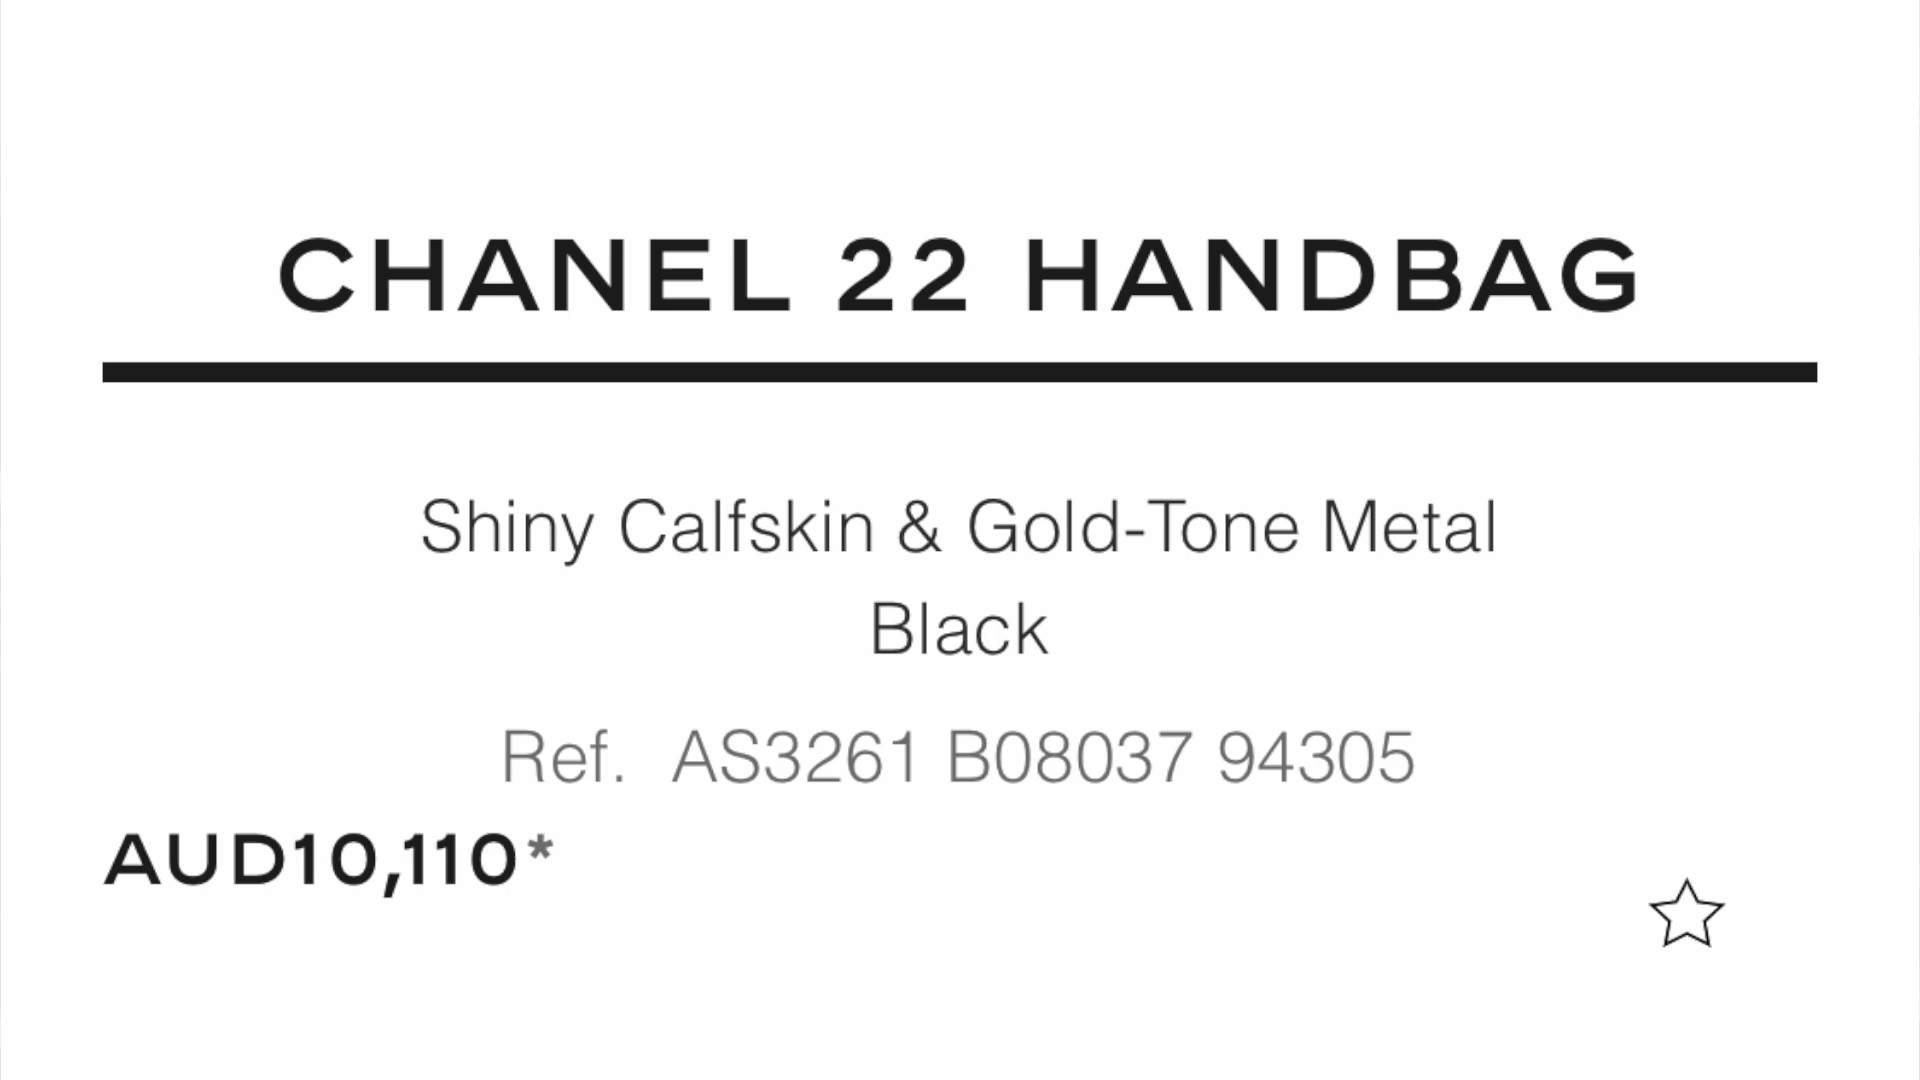 CHANEL 22 HANDBAG
Shiny Calfskin & Gold-Tone Metal
Black
Ref. AS3261 B08037 94305
AUD10,110*